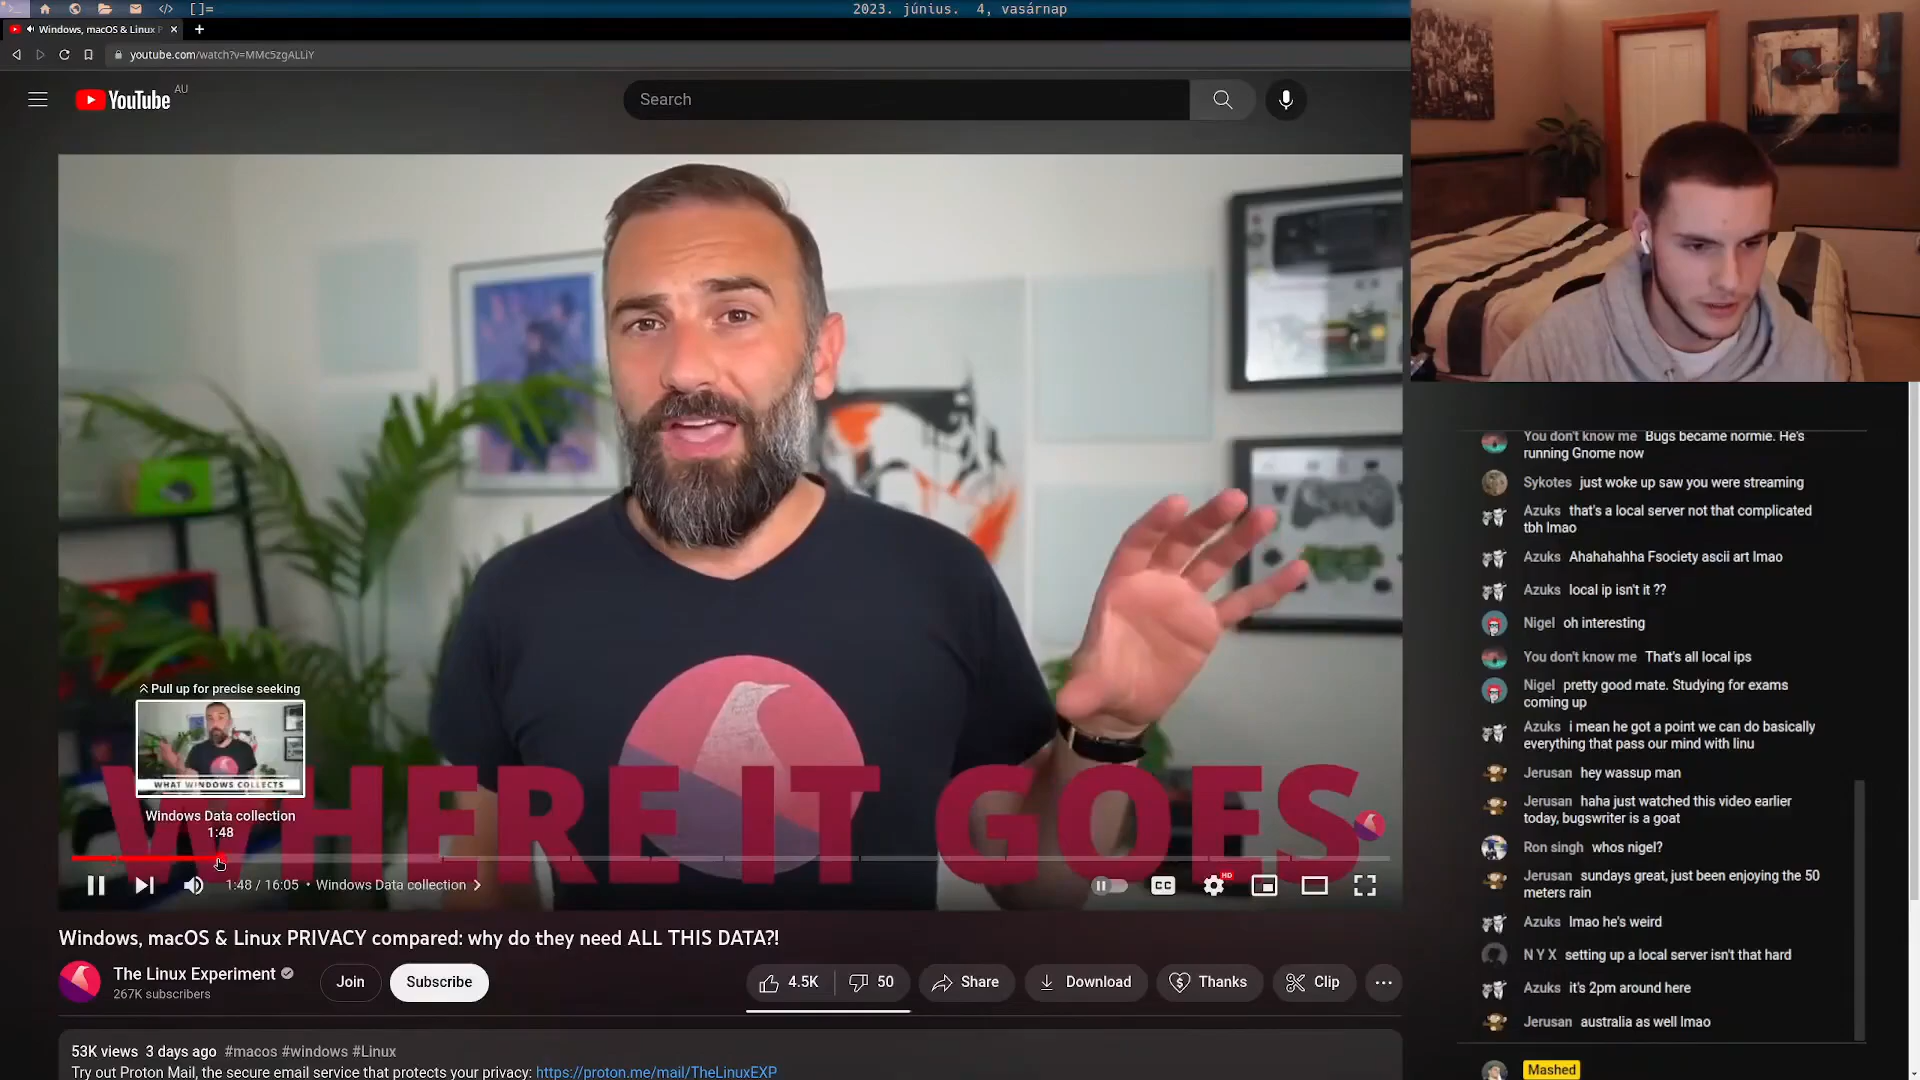 []=
2023. június. 4, vasárnap
Windows, macOS & Linux P
youtube.com/watch?v=MMc5zgALLiY
YouTube AU
Search
Pull up for precise seeking
WHAT WINDOWS COLLECTS
Windows Data collection
1:48
WHERE IT GOES
1:48 / 16:05 • Windows Data collection
CC
HD
Windows, macOS & Linux PRIVACY compared: why do they need ALL THIS DATA?!
The Linux Experiment
267K subscribers
Join
Subscribe
4.5K
50
Share
Download
Thanks
Clip
53K views 3 days ago #macos #windows #Linux
Try out Proton Mail, the secure email service that protects your privacy: https://proton.me/mail/TheLinuxEXP
You don't know me Bugs became normie. He's
running Gnome now
Sykotes just woke up saw you were streaming
Azuks that's a local server not that complicated
tbh lmao
Azuks Ahahahahha Fsociety ascii art lmao
Azuks local ip isn't it ??
Nigel oh interesting
You don't know me That's all local ips
Nigel pretty good mate. Studying for exams
coming up
Azuks i mean he got a point we can do basically
everything that pass our mind with linu
Jerusan hey wassup man
Jerusan haha just watched this video earlier
today, bugswriter is a goat
Ron singh whos nigel?
Jerusan sundays great, just been enjoying the 50
meters rain
Azuks lmao he's weird
N Y X setting up a local server isn't that hard
Azuks it's 2pm around here
Jerusan australia as well lmao
Mashed